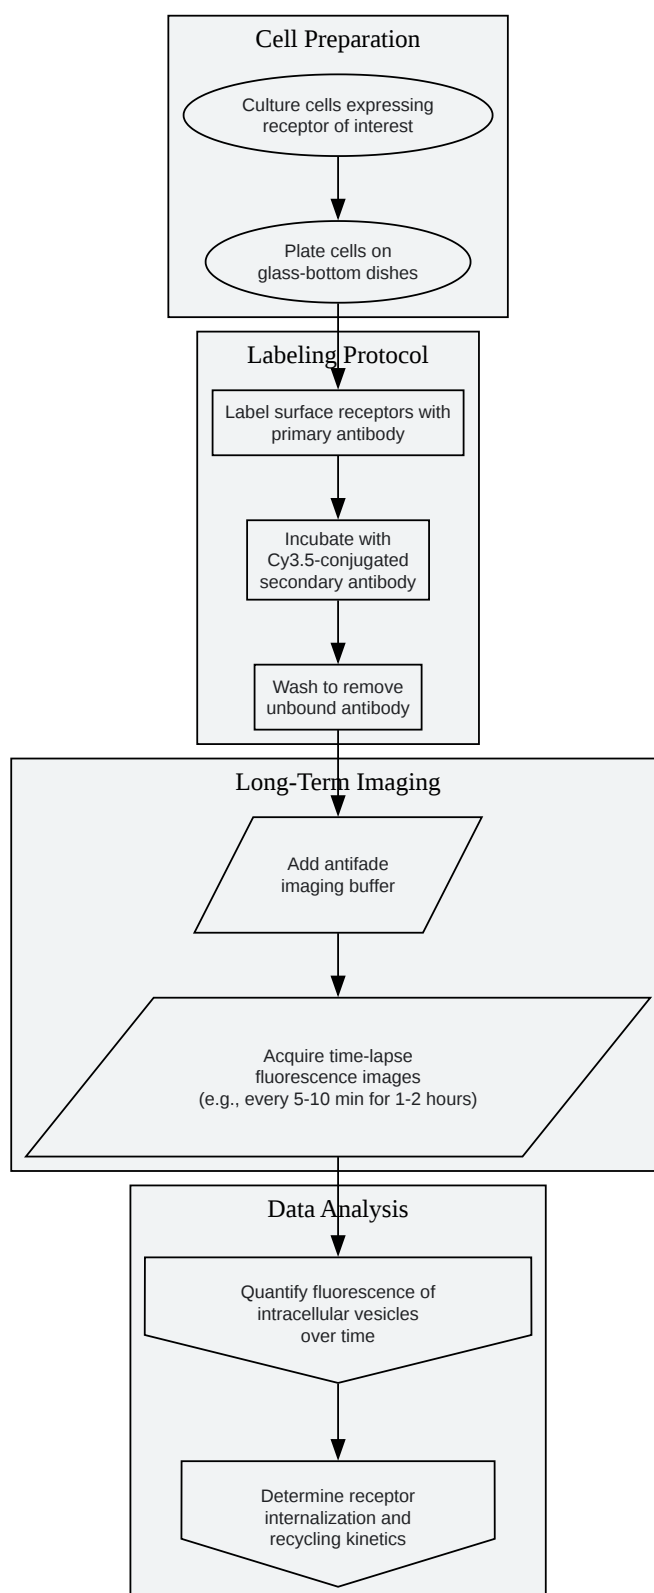 Cell Preparation
Culture cells expressing
receptor of interest
Plate cells on
glass-bottom dishes
Labeling Protocol
Label surface receptors with
primary antibody
Incubate with
Cy3.5-conjugated
secondary antibody
Wash to remove
unbound antibody
Long-Term Imaging
Add antifade
imaging buffer
Acquire time-lapse
fluorescence images
(e.g., every 5-10 min for 1-2 hours)
Data Analysis
Quantify fluorescence of
intracellular vesicles
over time
Determine receptor
internalization and
recycling kinetics